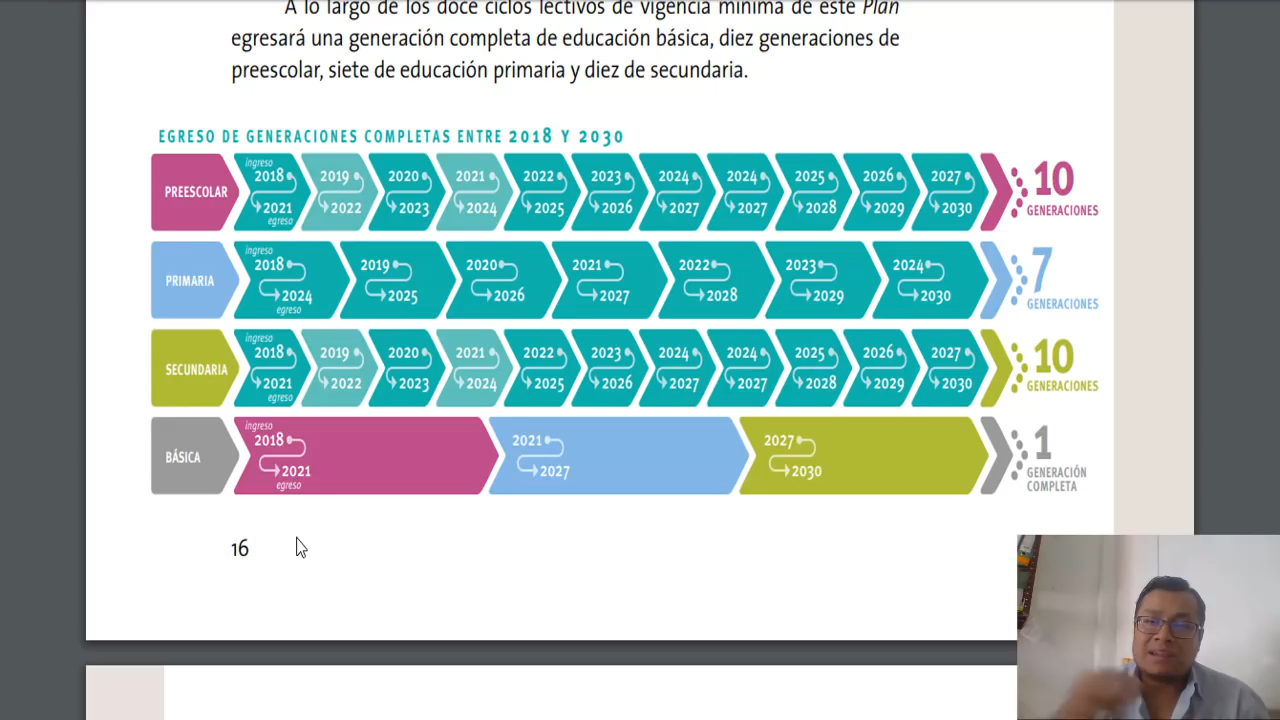 A lo largo de los doce ciclos lectivos de vigencia mínima de este Plan
egresará una generación completa de educación básica, diez generaciones de
preescolar, siete de educación primaria y diez de secundaria.
EGRESO DE GENERACIONES COMPLETAS ENTRE 2018 Y 2030
PREESCOLAR
ingreso
2018 2019 2020 2021 2022 2023 2024 2024 2025 2026 2027
2021 2022 2023 2024 2025 2026 2027 2027 2028 2029 2030
egreso
10
GENERACIONES
PRIMARIA
ingreso
2018 2019 2020 2021 2022 2023 2024
2024 2025 2026 2027 2028 2029 2030
egreso
7
GENERACIONES
SECUNDARIA
ingreso
2018 2019 2020 2021 2022 2023 2024 2024 2025 2026 2027
2021 2022 2023 2024 2025 2026 2027 2027 2028 2029 2030
egreso
10
GENERACIONES
BÁSICA
ingreso
2018 2021 2027
2021 2027 2030
egreso
1
GENERACIÓN
COMPLETA
16